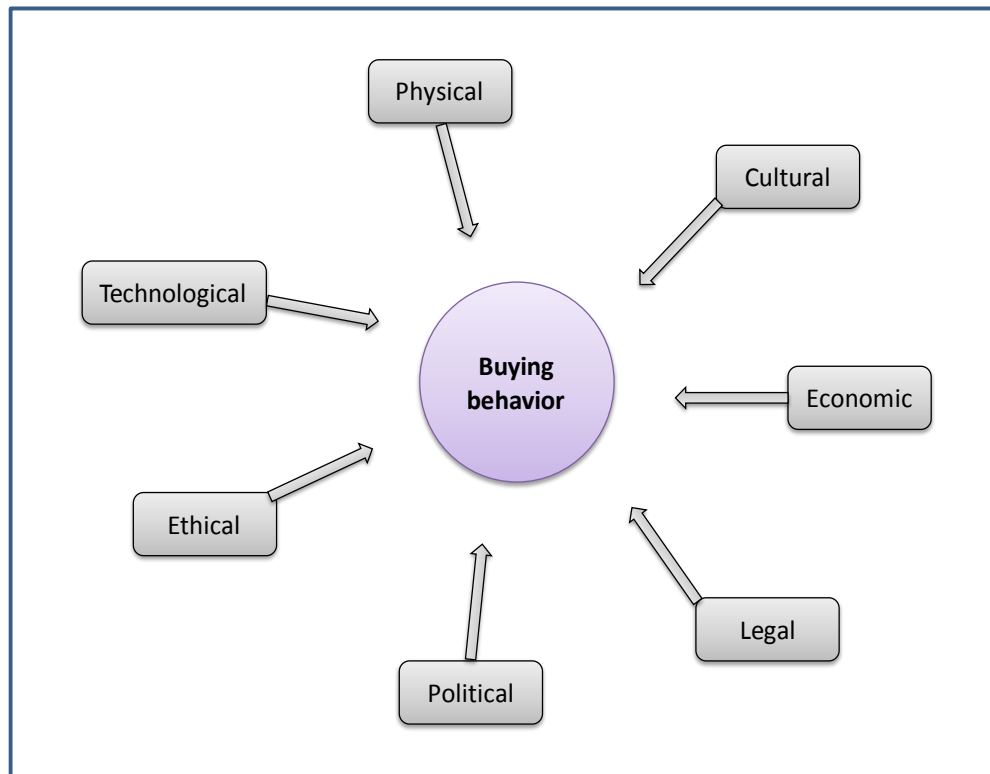 Physical
Cultural
Technological
Buying
behavior
Economic
Ethical
Legal
Political